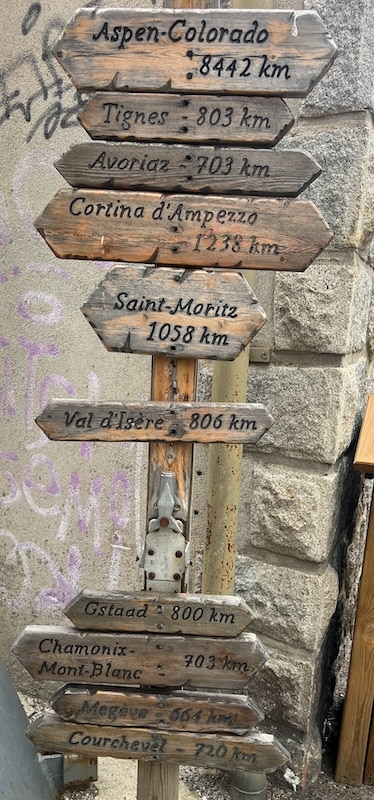 Aspen-Colorado
8442 km
Tignes - 803 km
Avoriaz - 703 km
Cortina d'Ampezzo
1238 km
Saint-Moritz
1058 km
Val d'Isère 806 km
Gstaad - 800 km
Chamonix-
Mont-Blanc - 703 km
Megève - 664 km
Courchevel - 720 km